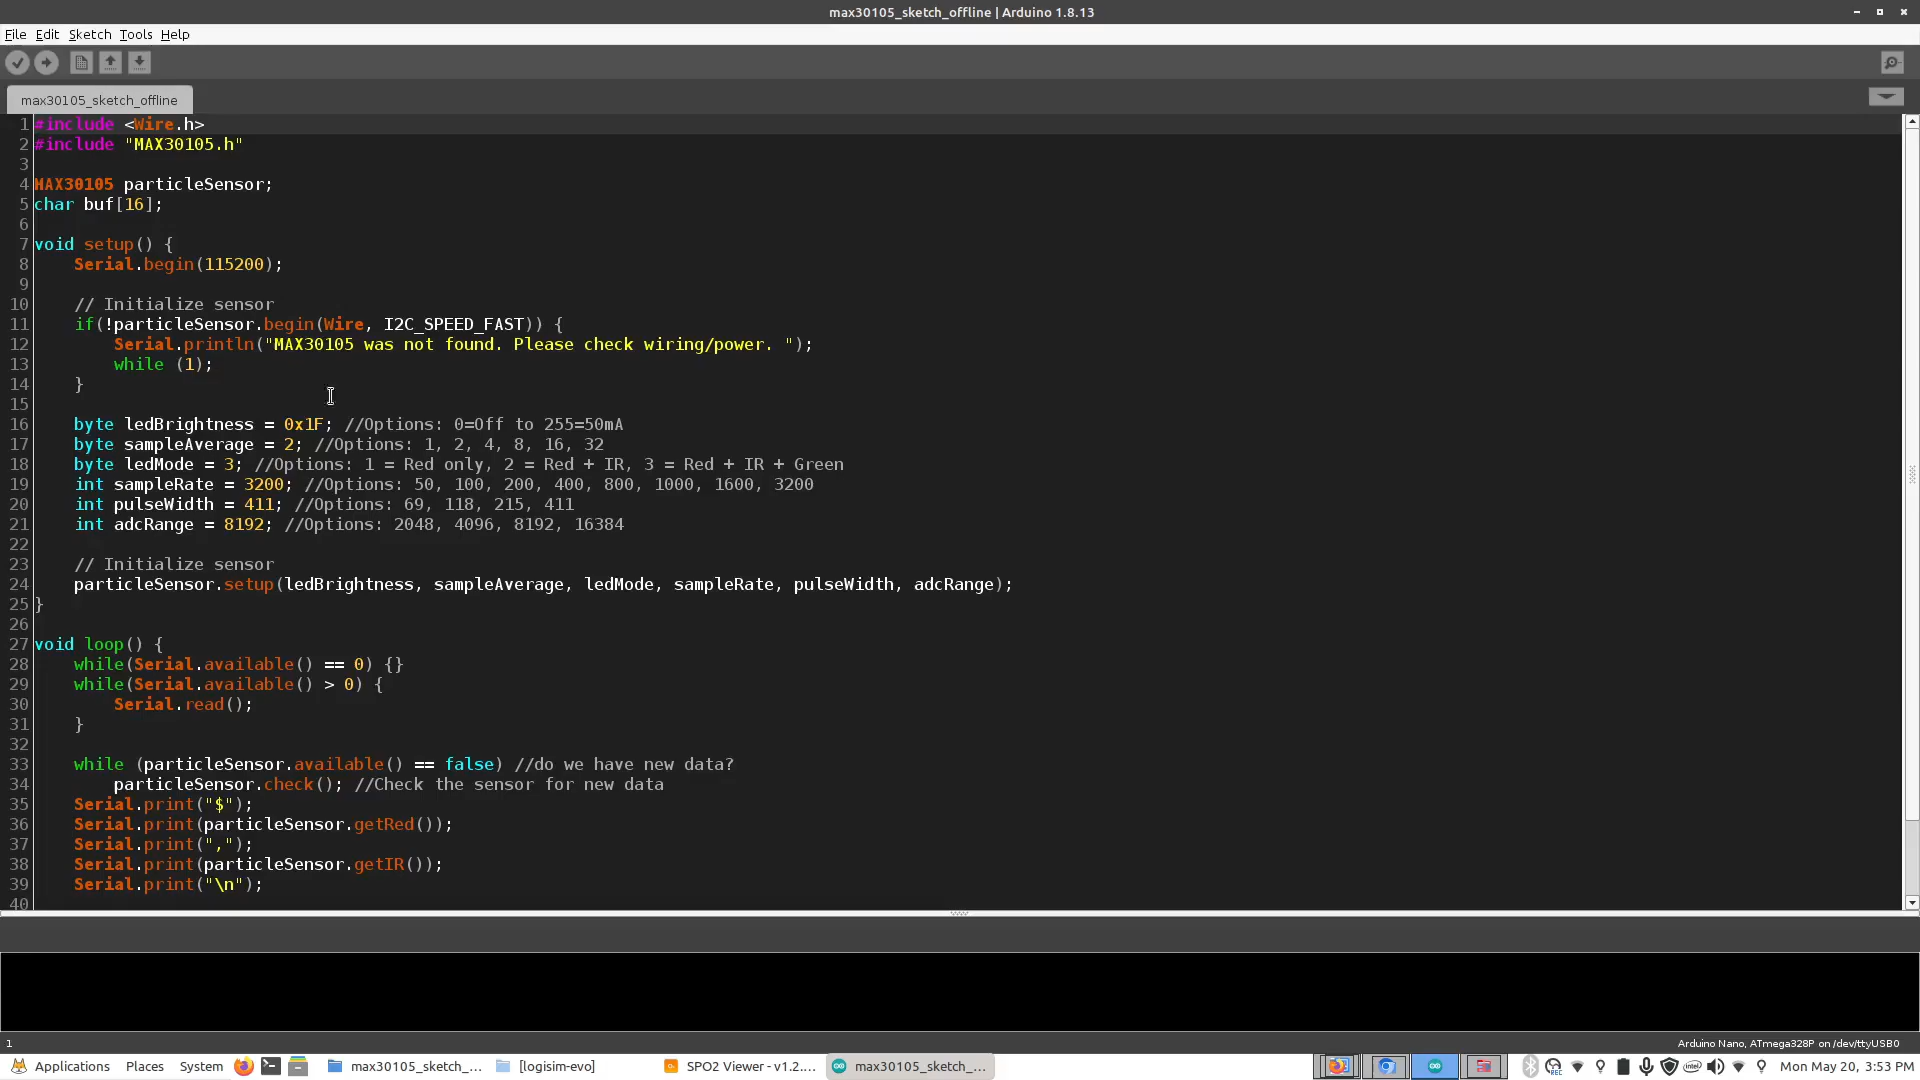 max30105_sketch_offline | Arduino 1.8.13
File Edit Sketch Tools Help
max30105_sketch_offline
1 #include <Wire.h>
2 #include "MAX30105.h"
3
4 MAX30105 particleSensor;
5 char buf[16];
6
7 void setup() {
8     Serial.begin(115200);
9
10     // Initialize sensor
11     if(!particleSensor.begin(Wire, I2C_SPEED_FAST)) {
12         Serial.println("MAX30105 was not found. Please check wiring/power. ");
13         while (1);
14     }
15
16     byte ledBrightness = 0x1F; //Options: 0=Off to 255=50mA
17     byte sampleAverage = 2; //Options: 1, 2, 4, 8, 16, 32
18     byte ledMode = 3; //Options: 1 = Red only, 2 = Red + IR, 3 = Red + IR + Green
19     int sampleRate = 3200; //Options: 50, 100, 200, 400, 800, 1000, 1600, 3200
20     int pulseWidth = 411; //Options: 69, 118, 215, 411
21     int adcRange = 8192; //Options: 2048, 4096, 8192, 16384
22
23     // Initialize sensor
24     particleSensor.setup(ledBrightness, sampleAverage, ledMode, sampleRate, pulseWidth, adcRange);
25 }
26
27 void loop() {
28     while(Serial.available() == 0) {}
29     while(Serial.available() > 0) {
30         Serial.read();
31     }
32
33     while (particleSensor.available() == false) //do we have new data?
34         particleSensor.check(); //Check the sensor for new data
35     Serial.print("$");
36     Serial.print(particleSensor.getRed());
37     Serial.print(",");
38     Serial.print(particleSensor.getIR());
39     Serial.print("\n");
40
1
Arduino Nano, ATmega328P on /dev/ttyUSB0
Applications Places System max30105_sketch_... [logisim-evo] SPO2 Viewer - v1.2.... max30105_sketch_... Mon May 20, 3:53 PM